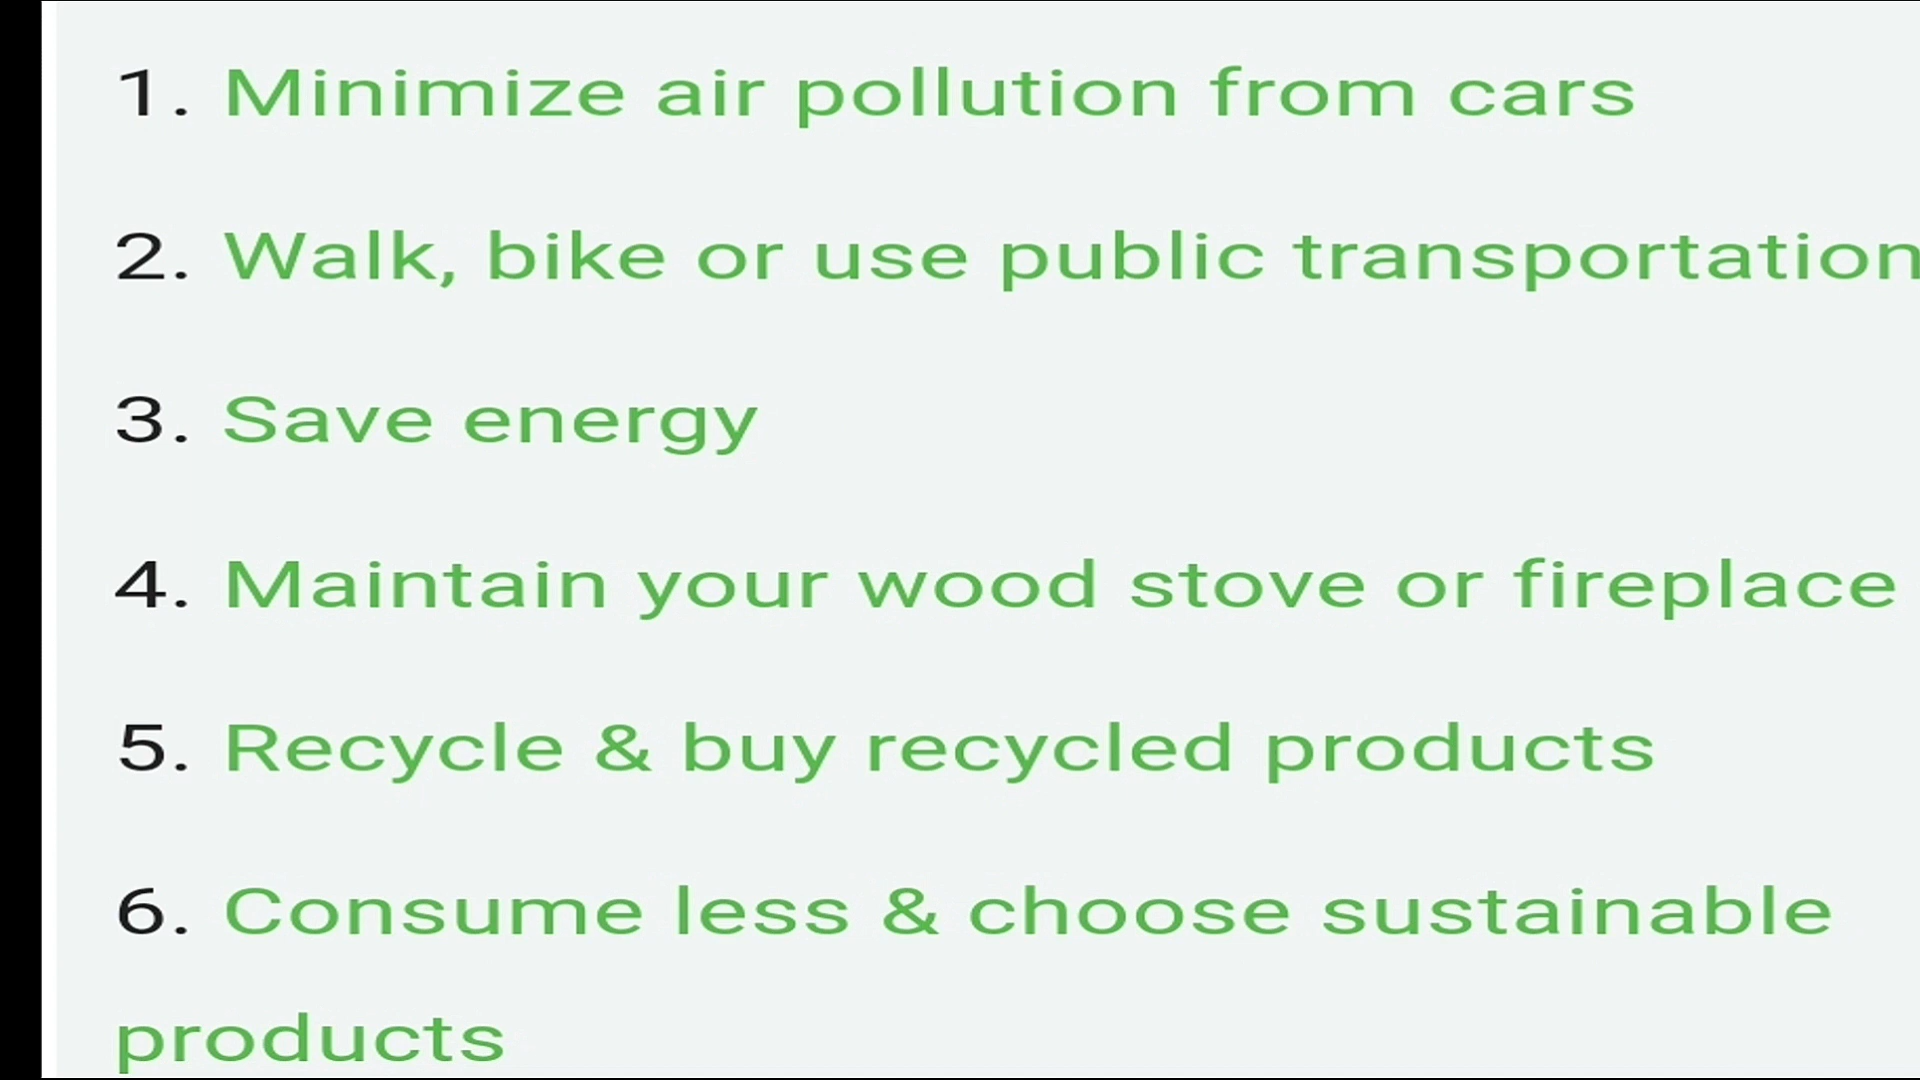 1. Minimize air pollution from cars
2. Walk, bike or use public transportation
3. Save energy
4. Maintain your wood stove or fireplace
5. Recycle & buy recycled products
6. Consume less & choose sustainable
products